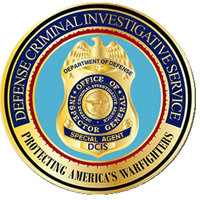 DEFENSE CRIMINAL INVESTIGATIVE SERVICE
DEPARTMENT OF DEFENSE
OFFICE OF
INSPECTOR GENERAL
SPECIAL AGENT
DCIS
PROTECTING AMERICA'S WARFIGHTERS